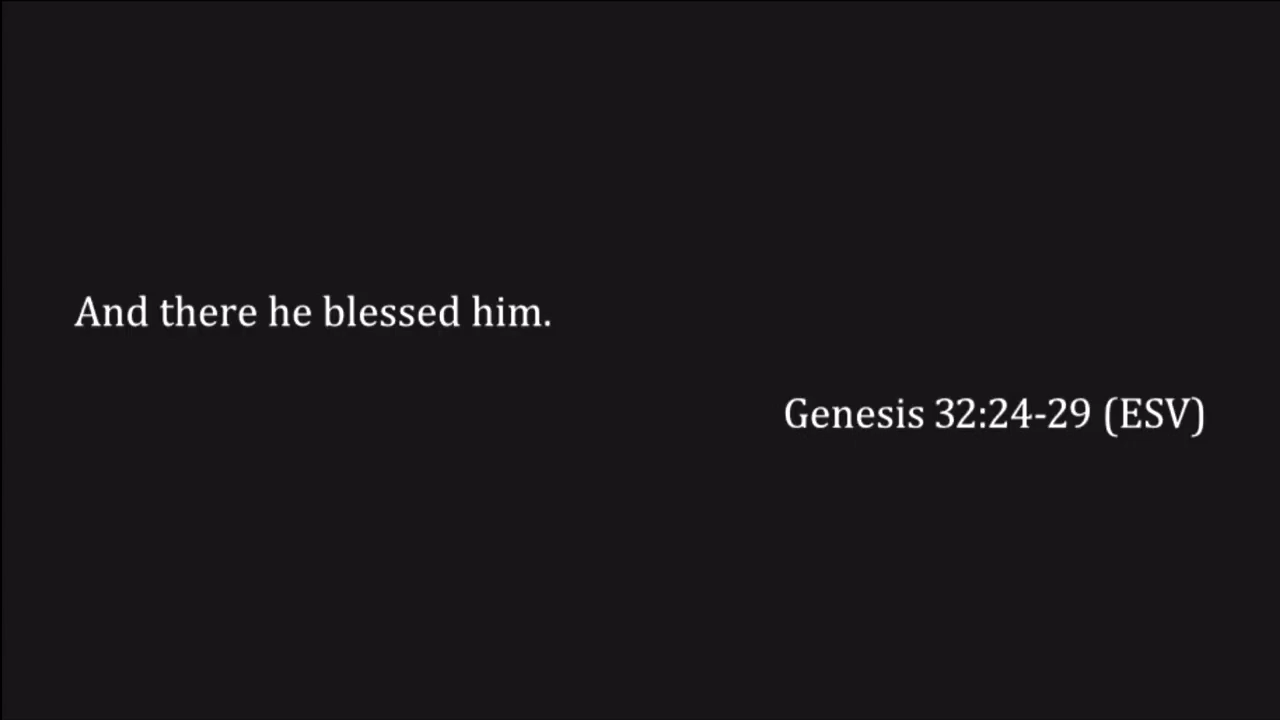 And there he blessed him.
Genesis 32:24-29 (ESV)